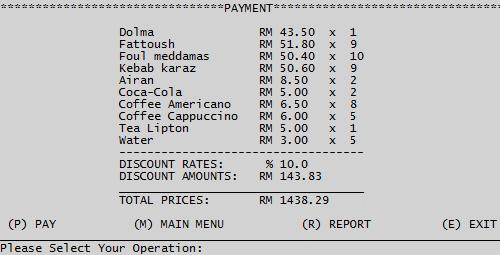 ********************************PAYMENT********************************
Dolma RM 43.50 x 1
Fattoush RM 51.80 x 9
Foul meddamas RM 50.40 x 10
Kebab karaz RM 50.60 x 9
Airan RM 8.50 x 2
Coca-Cola RM 5.00 x 2
Coffee Americano RM 6.50 x 8
Coffee Cappuccino RM 6.00 x 5
Tea Lipton RM 5.00 x 1
Water RM 3.00 x 5
-----------------------------------
DISCOUNT RATES: % 10.0
DISCOUNT AMOUNTS: RM 143.83
___________________________________
TOTAL PRICES: RM 1438.29
(P) PAY (M) MAIN MENU (R) REPORT (E) EXIT
Please Select Your Operation: